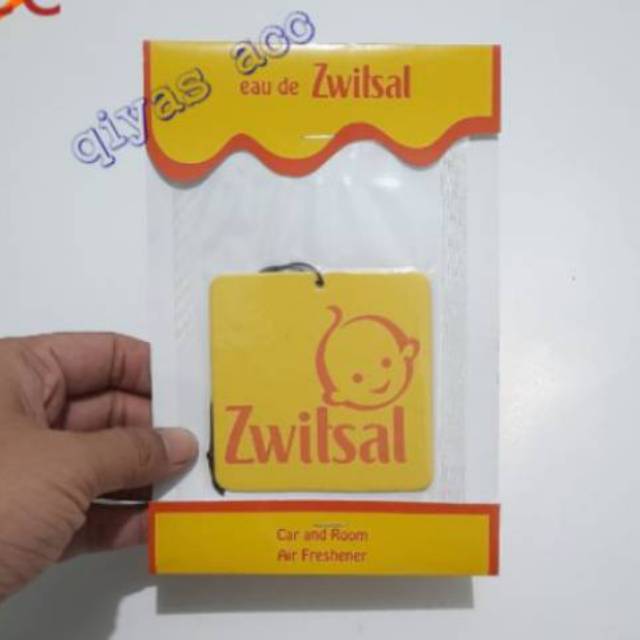 qiyas acc
eau de Zwitsal
Zwitsal
Car and Room
Air Freshener